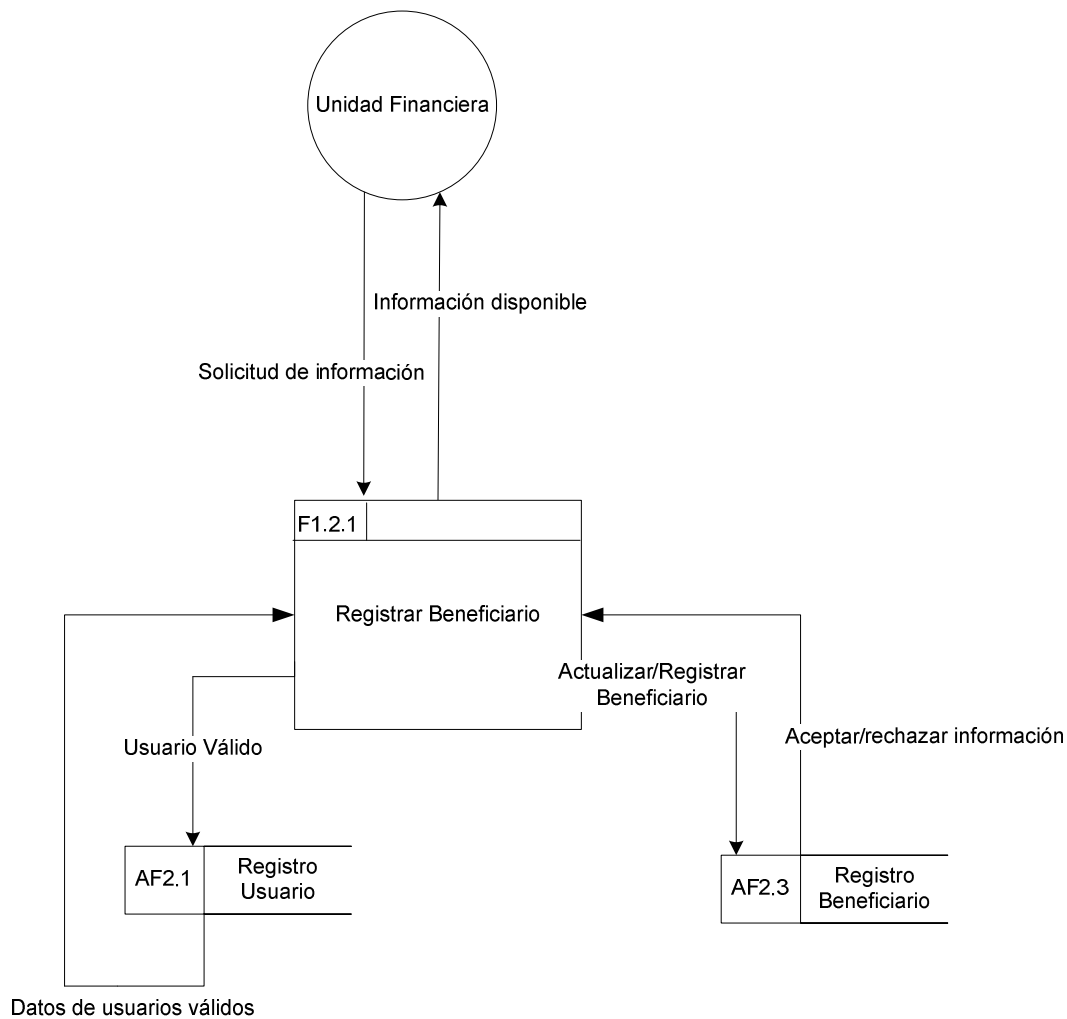 Unidad Financiera
Información disponible
Solicitud de información
F1.2.1
Registrar Beneficiario
Actualizar/Registrar
Beneficiario
Usuario Válido
Aceptar/rechazar información
AF2.1
Registro
Usuario
AF2.3
Registro
Beneficiario
Datos de usuarios válidos